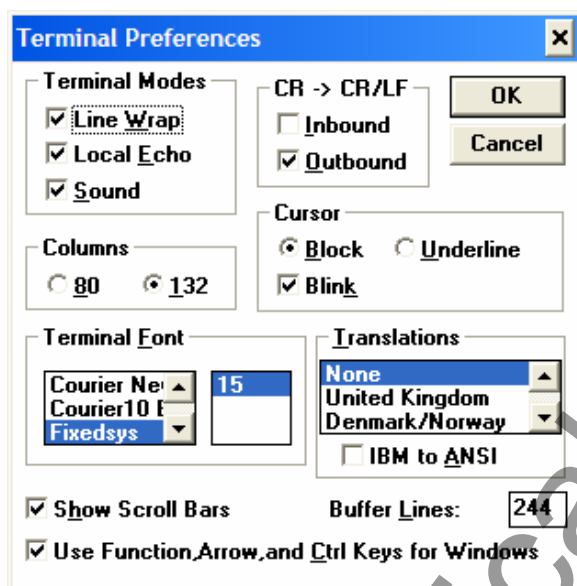 Terminal Preferences
Terminal Modes
Line Wrap
Local Echo
Sound
CR -> CR/LF
Inbound
Outbound
OK
Cancel
Columns
80
132
Cursor
Block
Underline
Blink
Terminal Font
Courier Ne
Courier10
Fixedsys
15
Translations
None
United Kingdom
Denmark/Norway
IBM to ANSI
Show Scroll Bars
Buffer Lines: 244
Use Function,Arrow,and Ctrl Keys for Windows